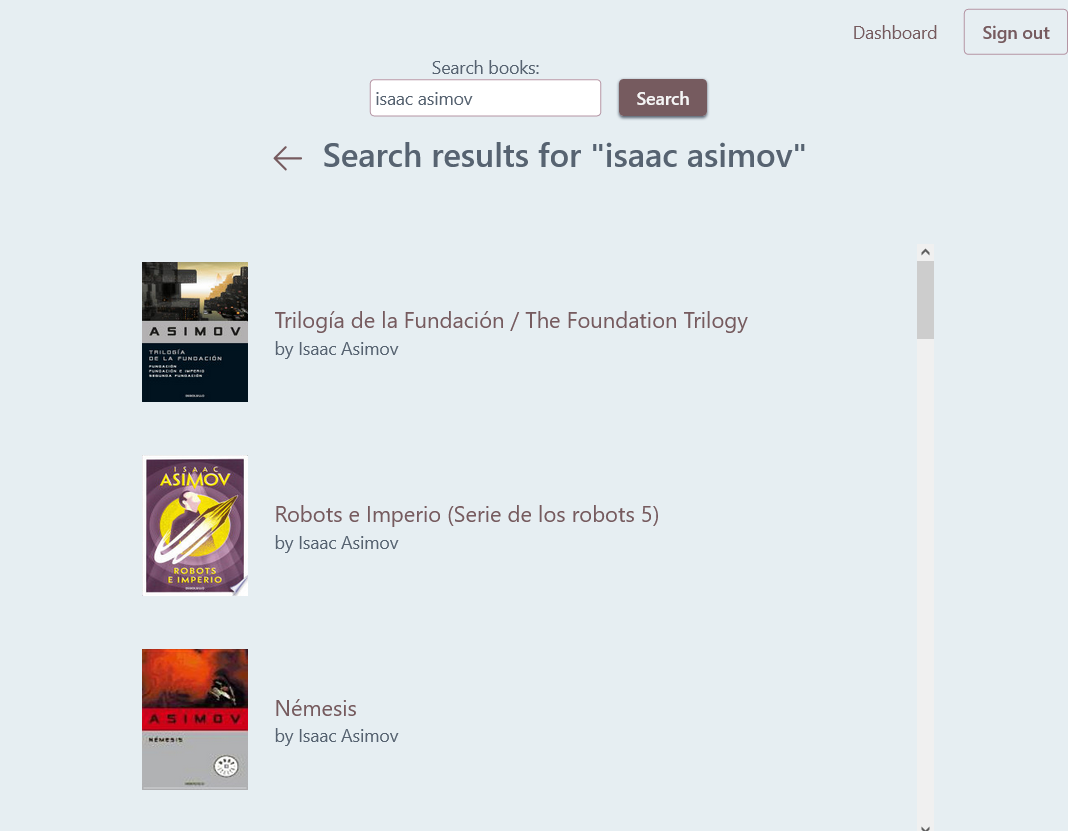 Dashboard
Sign out
Search books:
isaac asimov
Search
Search results for "isaac asimov"
ASIMOV
TRILOGÍA
DE LA FUNDACIÓN
FUNDACIÓN
FUNDACIÓN E IMPERIO
SEGUNDA FUNDACIÓN
Trilogía de la Fundación / The Foundation Trilogy
by Isaac Asimov
ISAAC
ASIMOV
ROBOTS
E IMPERIO
Robots e Imperio (Serie de los robots 5)
by Isaac Asimov
ASIMOV
NÉMESIS
Némesis
by Isaac Asimov